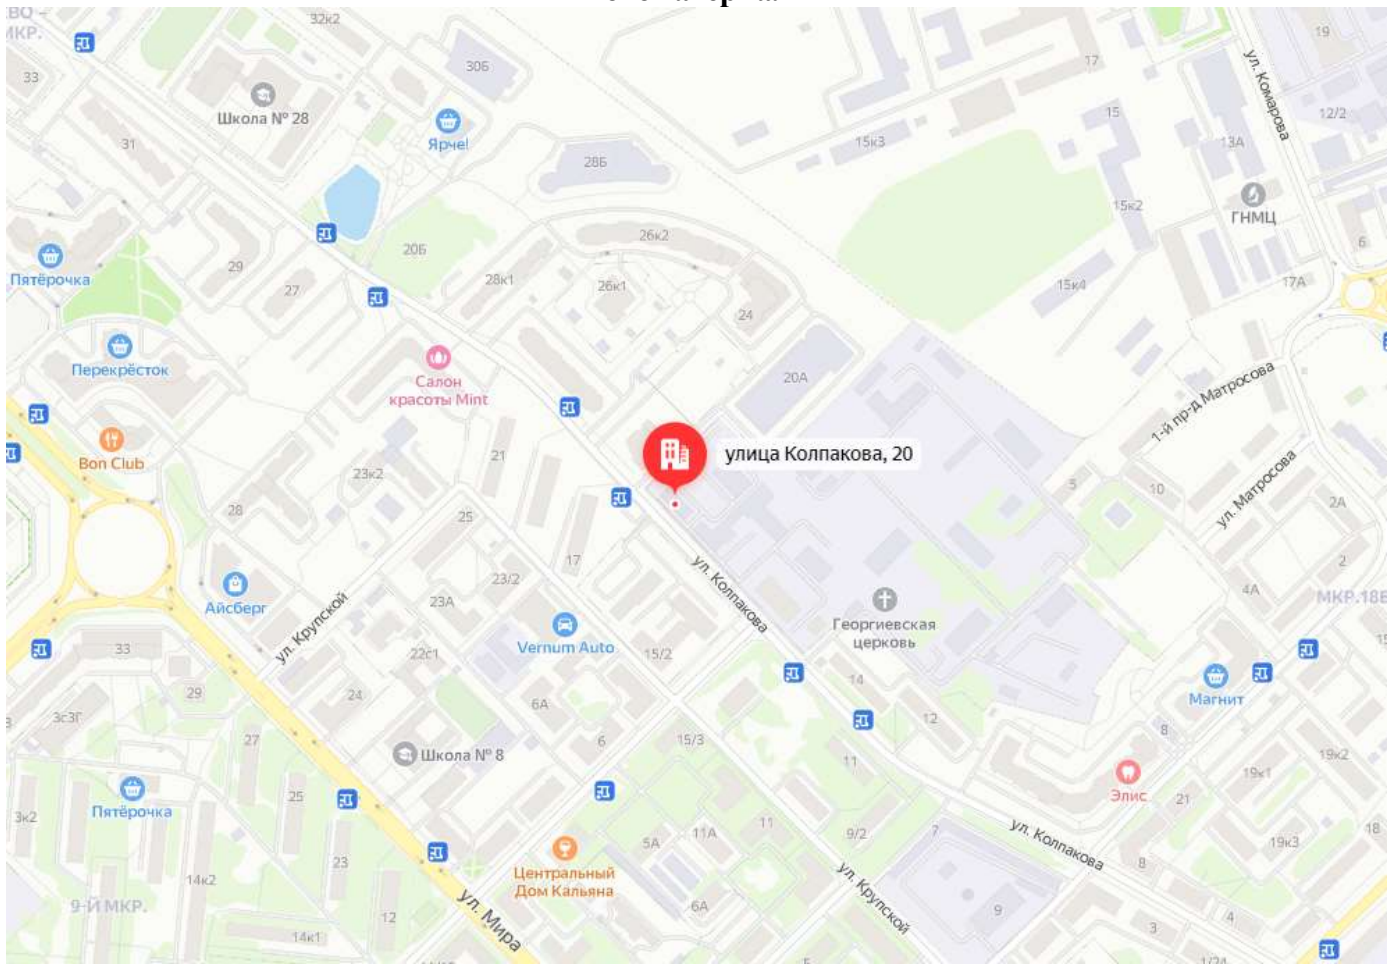 32к2
ВО –
МКР.
19
30Б
17
ул. Комарова
33
12/2
15
Школа № 28
Ярче!
31
15к3
13А
28Б
15к2
ГНМЦ
26к2
6
20Б
Пятёрочка
29
28к1
17А
27
26к1
15к4
24
Перекрёсток
20А
Салон
красоты Mint
1-й пр-д Матросова
Bon Club
21
улица Колпакова, 20
23к2
5
10
ул. Матросова
2А
28
25
17
2
23/2
ул. Колпакова
4А
МКР.18
Айсберг
23А
Георгиевская
церковь
ул. Крупской
Vernum Auto
33
22с1
15/2
15
14
29
24
6А
Магнит
3с3Г
12
8
27
6
15/3
Школа № 8
11
19к2
19к1
Элис
Пятёрочка
25
21
3к2
11А
11
9/2
7
ул. Колпакова
18
5А
19к3
23
8
Центральный
Дом Кальяна
14к2
ул. Крупской
9-Й МКР.
12
6А
9
4
ул. Мира
3
14к1
1/24